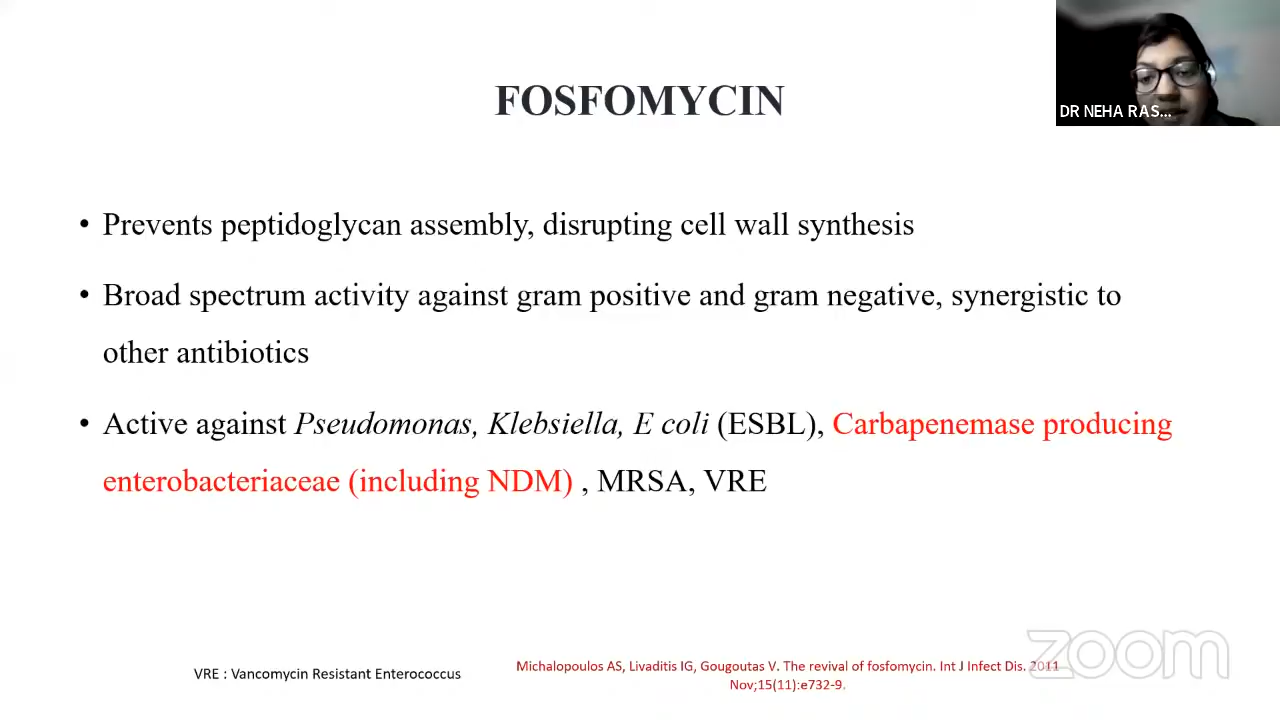 FOSFOMYCIN
DR NEHA RAS...
• Prevents peptidoglycan assembly, disrupting cell wall synthesis
• Broad spectrum activity against gram positive and gram negative, synergistic to
other antibiotics
• Active against Pseudomonas, Klebsiella, E coli (ESBL), Carbapenemase producing
enterobacteriaceae (including NDM) , MRSA, VRE
VRE : Vancomycin Resistant Enterococcus
Michalopoulos AS, Livaditis IG, Gougoutas V. The revival of fosfomycin. Int J Infect Dis. 2011
Nov;15(11):e732-9.
zoom